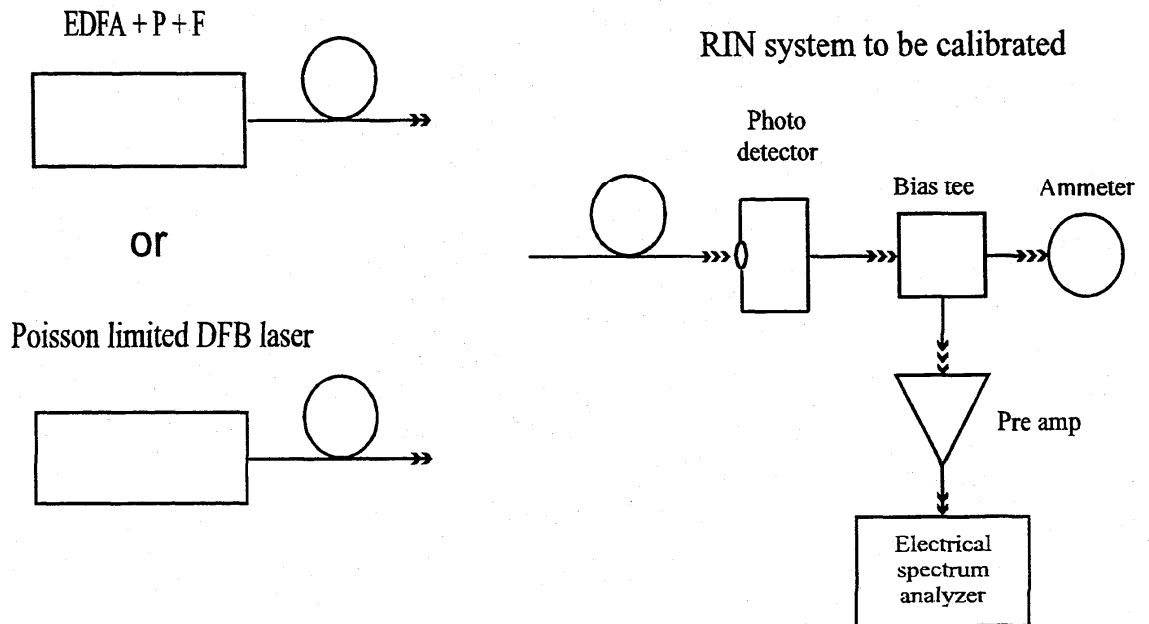 EDFA + P + F
or
Poisson limited DFB laser
RIN system to be calibrated
Photo
detector
Bias tee
Ammeter
Pre amp
Electrical
spectrum
analyzer